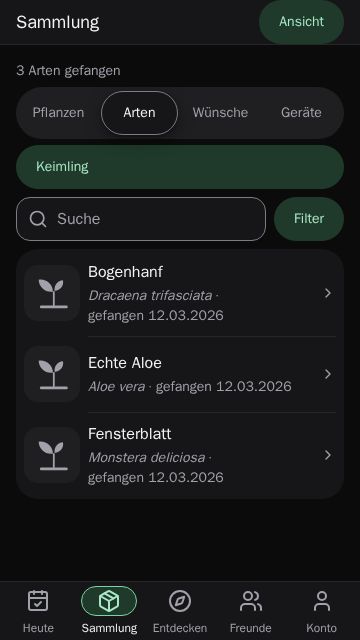 Sammlung
Ansicht
3 Arten gefangen
Pflanzen
Arten
Wünsche
Geräte
Keimling
Suche
Filter
Bogenhanf
Dracaena trifasciata ·
gefangen 12.03.2026
Echte Aloe
Aloe vera · gefangen 12.03.2026
Fensterblatt
Monstera deliciosa ·
gefangen 12.03.2026
Heute
Sammlung
Entdecken
Freunde
Konto